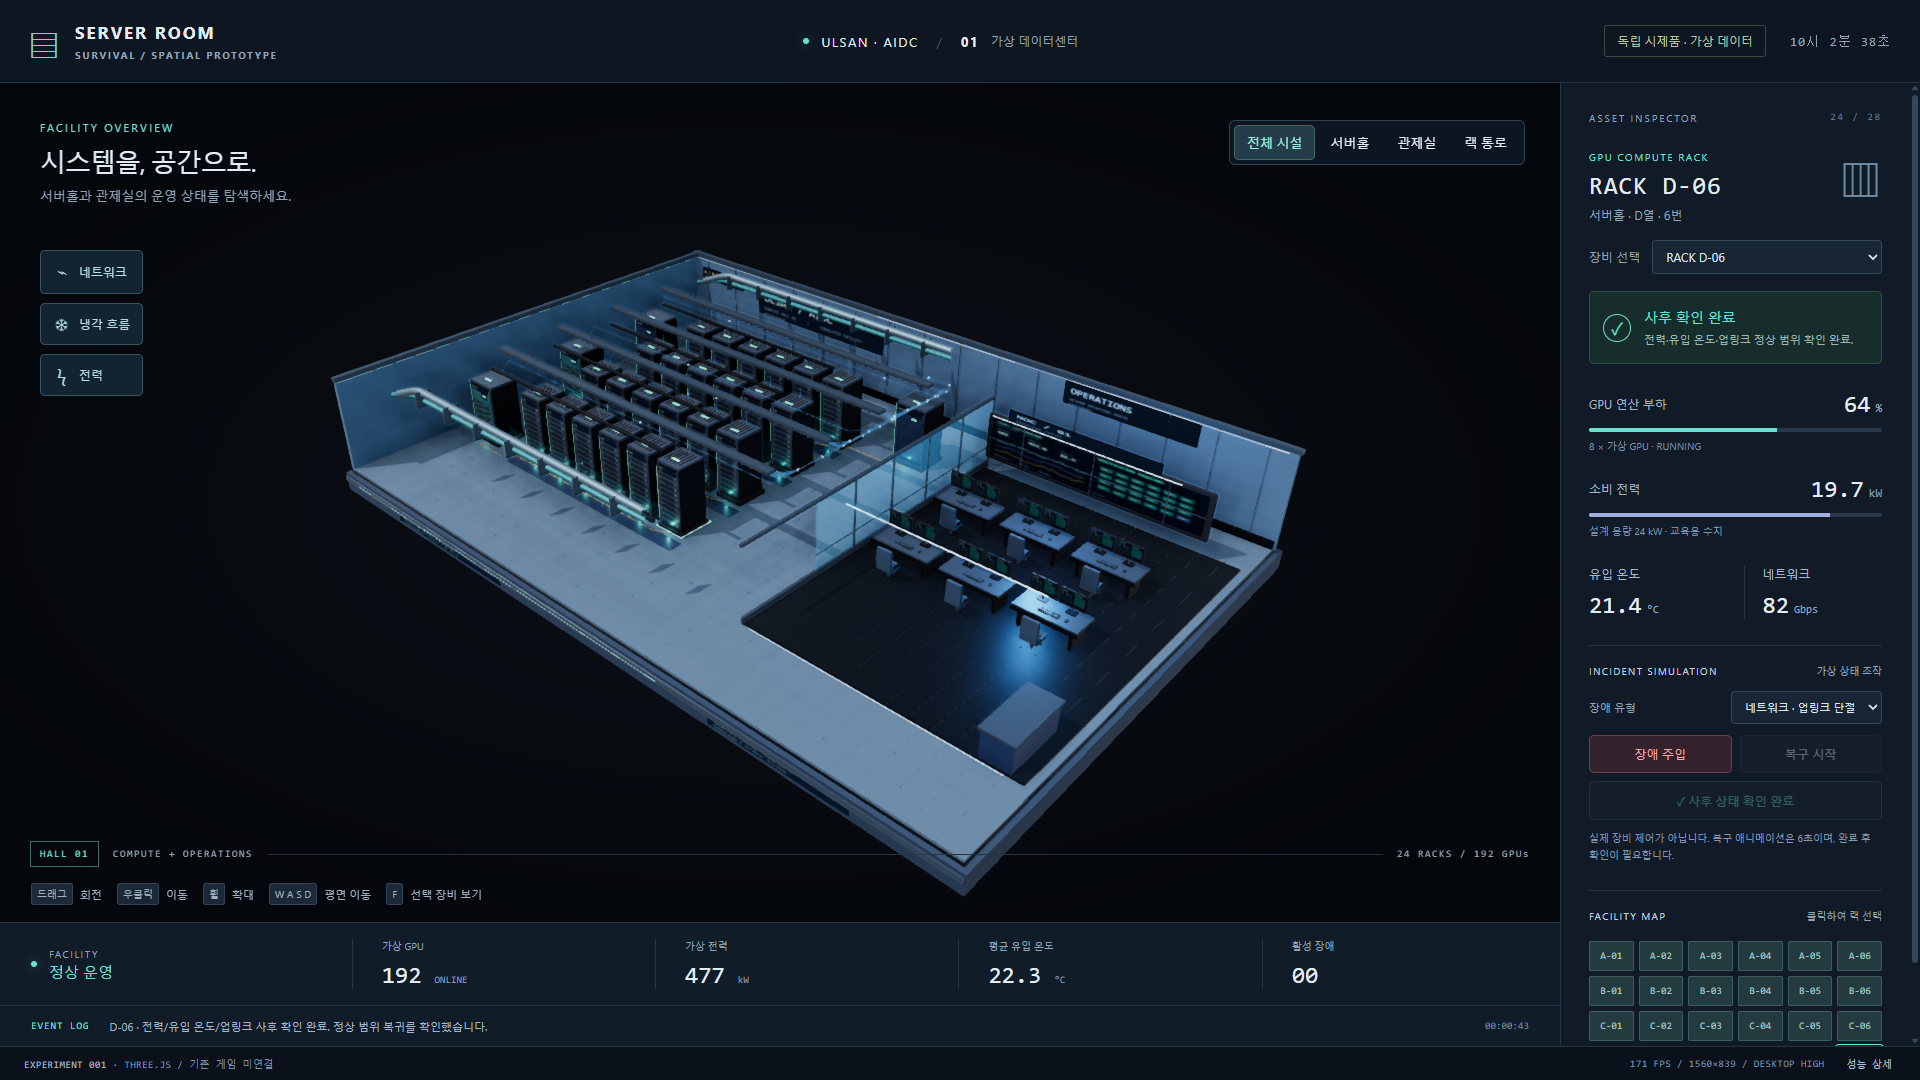 SERVER ROOM
SURVIVAL / SPATIAL PROTOTYPE
ULSAN · AIDC / 01 가상 데이터센터
독립 시제품 · 가상 데이터
10시 2분 38초
FACILITY OVERVIEW
시스템을, 공간으로.
서버홀과 관제실의 운영 상태를 탐색하세요.
전체 시설 서버홀 관제실 랙 통로
네트워크
냉각 흐름
전력
OPERATIONS
HALL 01 COMPUTE + OPERATIONS
24 RACKS / 192 GPUs
드래그 회전 우클릭 이동 휠 확대 WASD 평면 이동 F 선택 장비 보기
FACILITY
정상 운영
가상 GPU
192 ONLINE
가상 전력
477 kW
평균 유입 온도
22.3 °C
활성 장애
00
EVENT LOG D-06 · 전력/유입 온도/업링크 사후 확인 완료. 정상 범위 복귀를 확인했습니다.
00:00:43
ASSET INSPECTOR 24 / 28
GPU COMPUTE RACK
RACK D-06
서버홀 · D열 · 6번
장비 선택 RACK D-06
✓ 사후 확인 완료
전력·유입 온도·업링크 정상 범위 확인 완료.
GPU 연산 부하 64 %
8 × 가상 GPU · RUNNING
소비 전력 19.7 kW
설계 용량 24 kW · 교육용 수치
유입 온도
21.4 °C
네트워크
82 Gbps
INCIDENT SIMULATION 가상 상태 조작
장애 유형 네트워크 · 업링크 단절
장애 주입 복구 시작
✓ 사후 상태 확인 완료
실제 장비 제어가 아닙니다. 복구 애니메이션은 6초이며, 완료 후
확인이 필요합니다.
FACILITY MAP 클릭하여 랙 선택
A-01 A-02 A-03 A-04 A-05 A-06
B-01 B-02 B-03 B-04 B-05 B-06
C-01 C-02 C-03 C-04 C-05 C-06
EXPERIMENT 001 · THREE.JS / 기존 게임 미연결
171 FPS / 1560×839 / DESKTOP HIGH 성능 상세